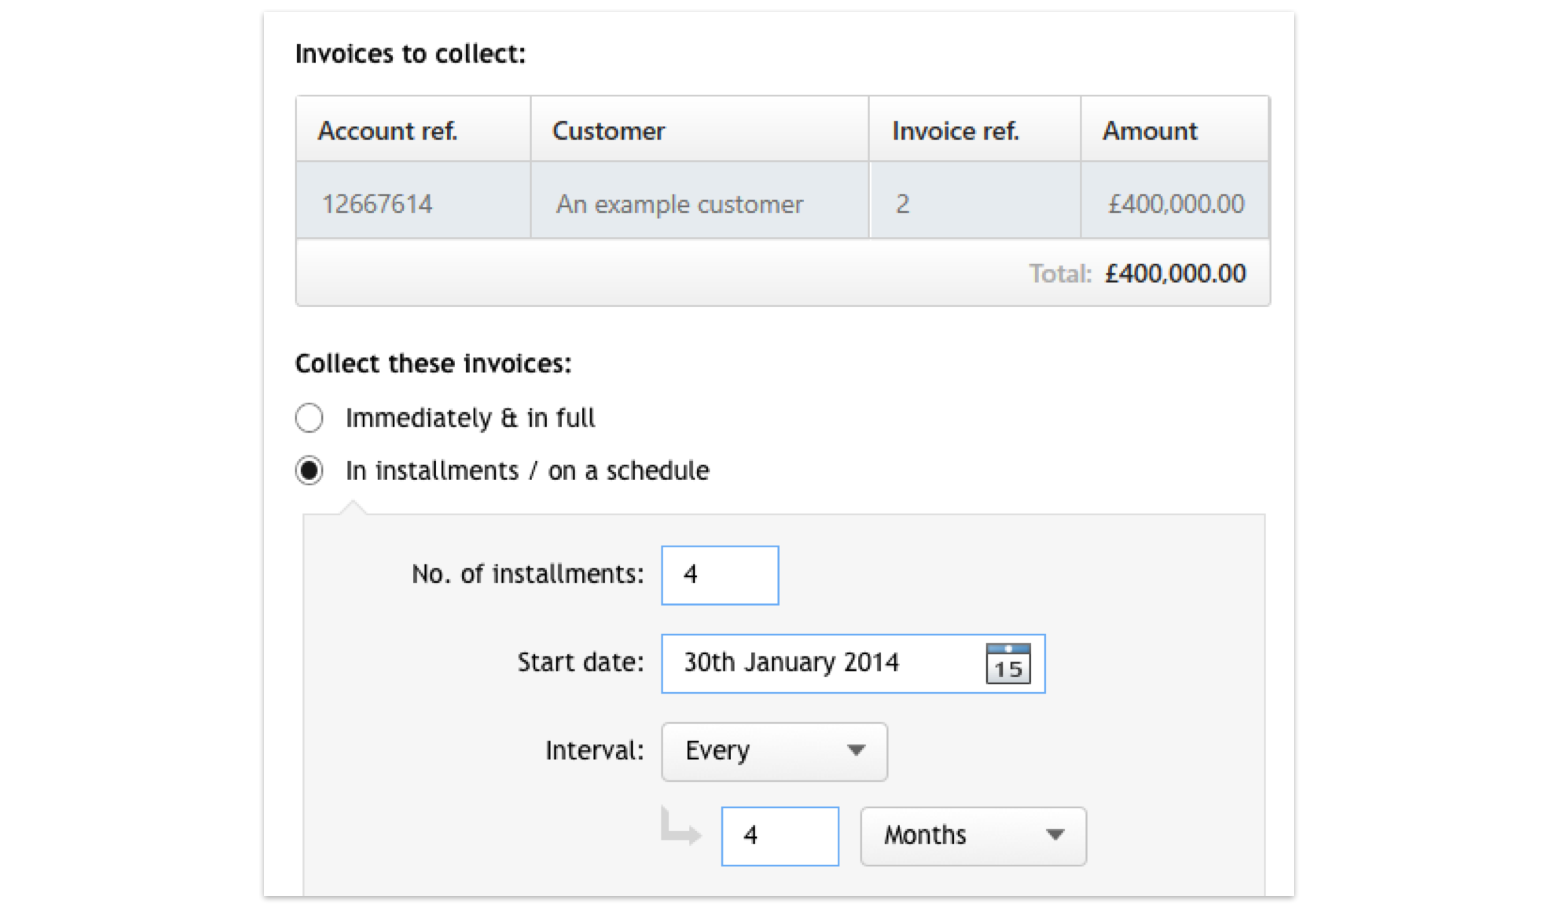 Invoices to collect:
Account ref. Customer Invoice ref. Amount
12667614 An example customer 2 £400,000.00
Total: £400,000.00
Collect these invoices:
Immediately & in full
In installments / on a schedule
No. of installments: 4
Start date: 30th January 2014 15
Interval: Every
4 Months